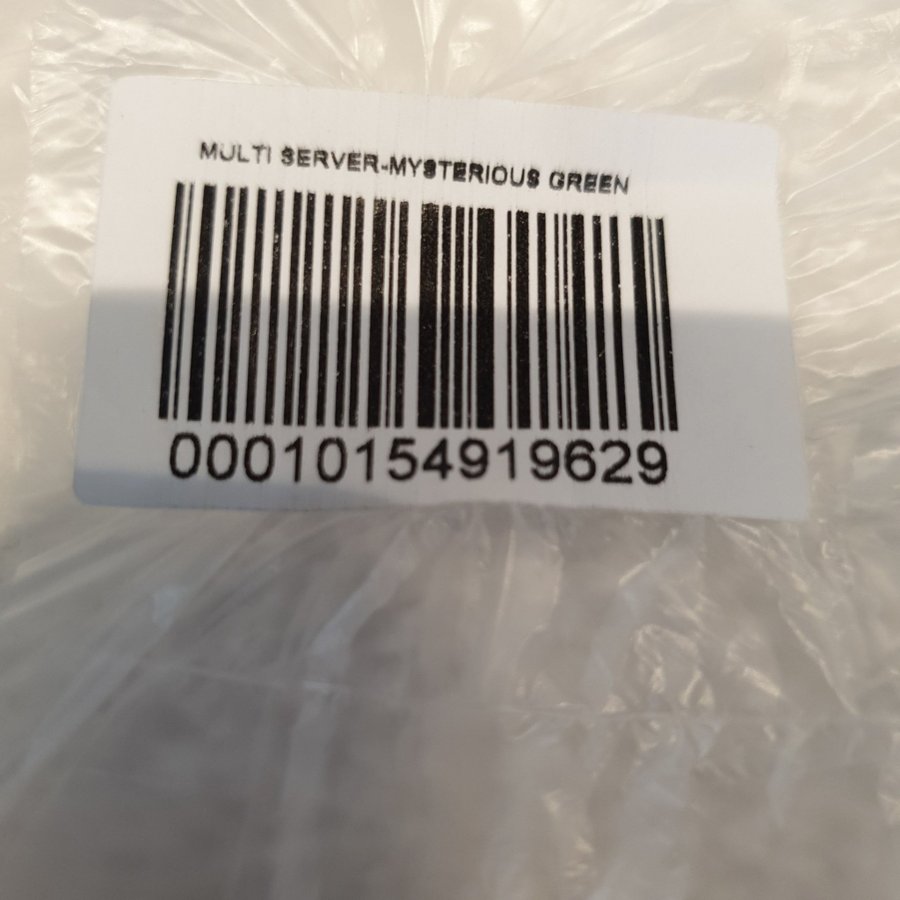 MULTI SERVER-MYSTERIOUS GREEN
00010154919629